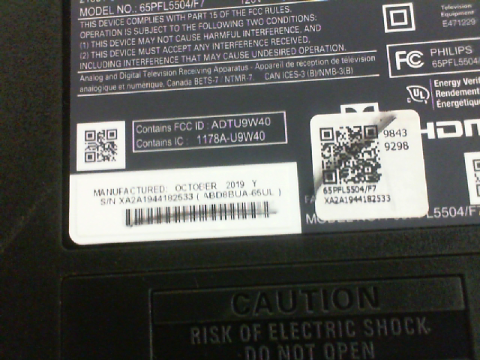 MODEL NO.: 65PFL5504/F7
THIS DEVICE COMPLIES WITH PART 15 OF THE FCC RULES.
OPERATION IS SUBJECT TO THE FOLLOWING TWO CONDITIONS:
(1) THIS DEVICE MAY NOT CAUSE HARMFUL INTERFERENCE, AND
(2) THIS DEVICE MUST ACCEPT ANY INTERFERENCE RECEIVED,
INCLUDING INTERFERENCE THAT MAY CAUSE UNDESIRED OPERATION.
Analog and Digital Television Receiving Apparatus - Appareil de réception de télévision
analogique et numérique, Canada BETS-7 / NTMR-7. CAN ICES-3 (B)/NMB-3(B)
Television
Equipment
E471229
FC PHILIPS
65PFL5504/F7
UL
Energy Verif
Rendement
Énergétique
Contains FCC ID : ADTU9W40
Contains IC : 1178A-U9W40
HDMI
9843
9298
65PFL5504/F7
XA2A1944182533
MANUFACTURED: OCTOBER 2019 Y
S/N XA2A1944182533 ( ABD8BUA-65UL )
5504/F7
CAUTION
RISK OF ELECTRIC SHOCK
DO NOT OPEN